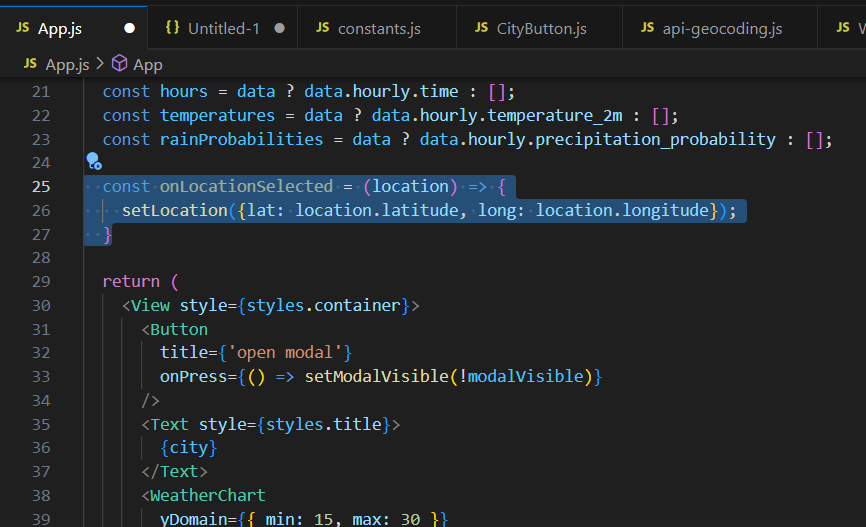 JS App.js ● {} Untitled-1 ● JS constants.js JS CityButton.js JS api-geocoding.js JS
JS App.js > App
21 const hours = data ? data.hourly.time : [];
22 const temperatures = data ? data.hourly.temperature_2m : [];
23 const rainProbabilities = data ? data.hourly.precipitation_probability : [];
24
25 const onLocationSelected = (location) => {
26 setLocation({lat: location.latitude, long: location.longitude});
27 }
28
29 return (
30 <View style={styles.container}>
31 <Button
32 title={'open modal'}
33 onPress={() => setModalVisible(!modalVisible)}
34 />
35 <Text style={styles.title}>
36 {city}
37 </Text>
38 <WeatherChart
39 yDomain={{ min: 15, max: 30 }}